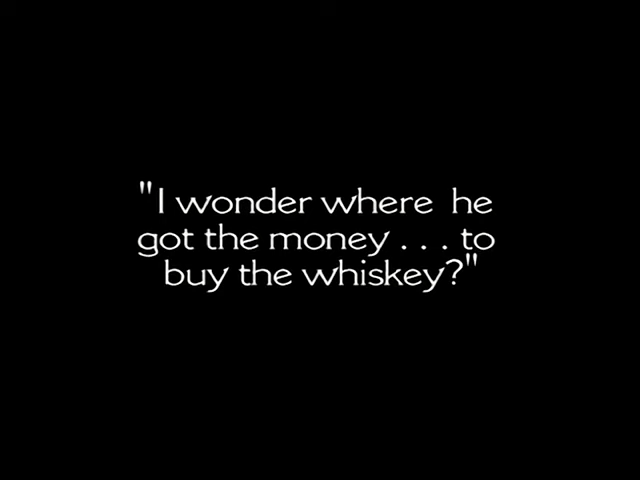 "I wonder where he
got the money . . . to
buy the whiskey?"